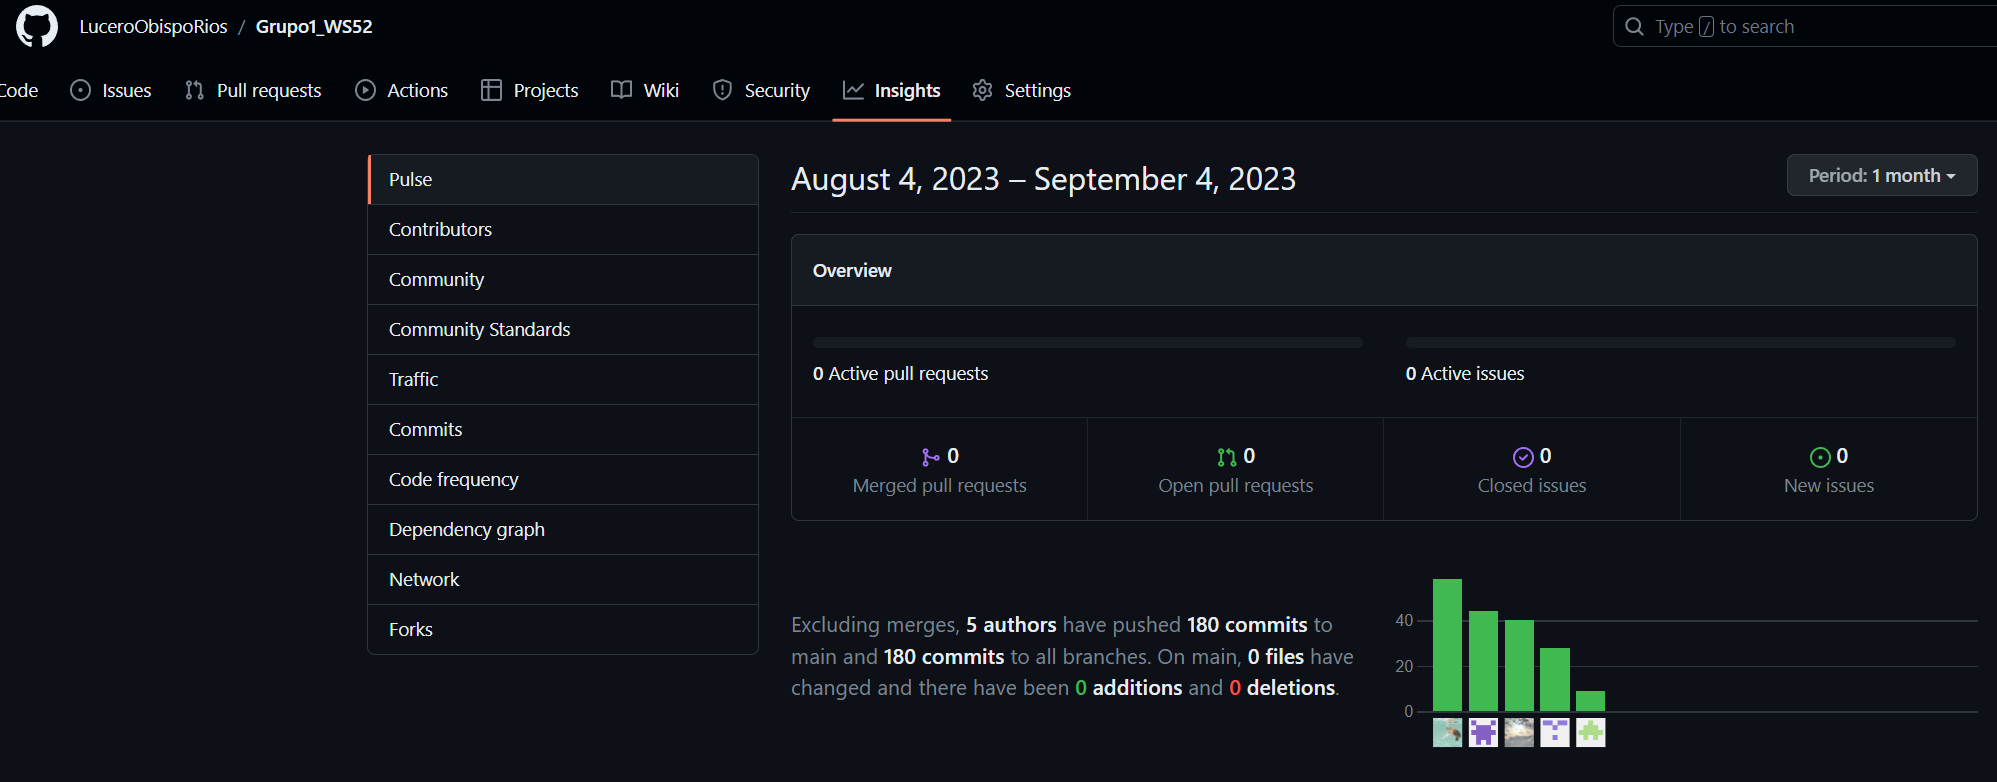 LuceroObispoRios / Grupo1_WS52
Type / to search
Code Issues Pull requests Actions Projects Wiki Security Insights Settings
Pulse
Contributors
Community
Community Standards
Traffic
Commits
Code frequency
Dependency graph
Network
Forks
August 4, 2023 – September 4, 2023
Period: 1 month
Overview
0 Active pull requests
0 Active issues
0
Merged pull requests
0
Open pull requests
0
Closed issues
0
New issues
Excluding merges, 5 authors have pushed 180 commits to
main and 180 commits to all branches. On main, 0 files have
changed and there have been 0 additions and 0 deletions.
40
20
0